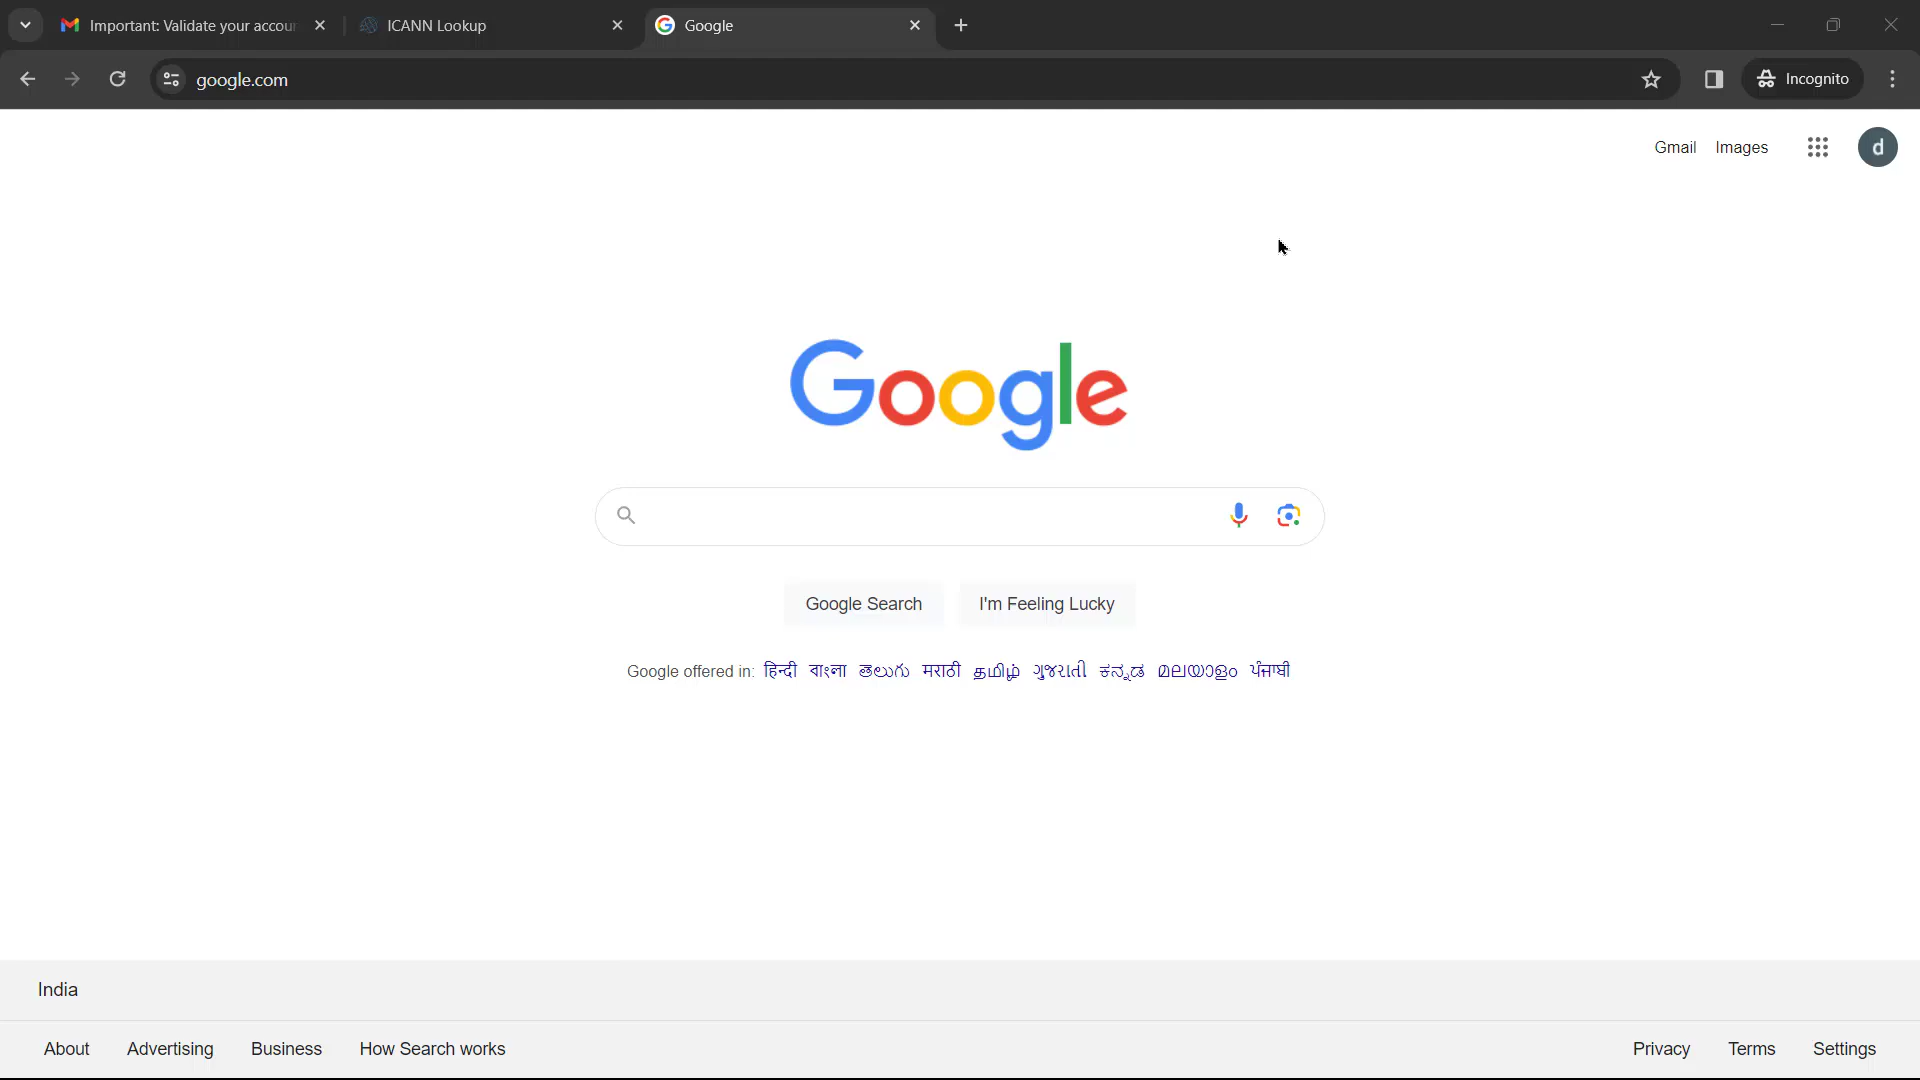 Important: Validate your accou
ICANN Lookup
Google
google.com
Incognito
Gmail Images
d
Google
Google Search
I'm Feeling Lucky
Google offered in: हिन्दी বাংলা తెలుగు मराठी தமிழ் ગુજરાતી ಕನ್ನಡ മലയാളം ਪੰਜਾਬੀ
India
About Advertising Business How Search works
Privacy Terms Settings